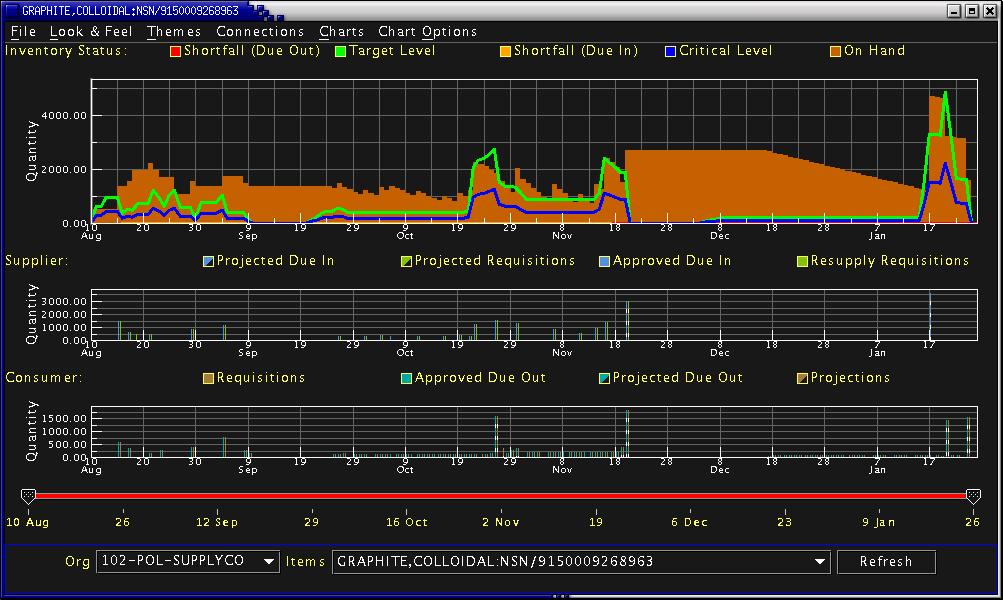 GRAPHITE,COLLOIDAL:NSN/9150009268963
File Look & Feel Themes Connections Charts Chart Options
Inventory Status: Shortfall (Due Out) Target Level Shortfall (Due In) Critical Level On Hand
Quantity
4000.00
2000.00
0.00
10 20 30 9 19 29 9 19 29 8 18 28 8 18 28 7 17
Aug Sep Oct Nov Dec Jan
Supplier: Projected Due In Projected Requisitions Approved Due In Resupply Requisitions
Quantity
3000.00
2000.00
1000.00
0.00
10 20 30 9 19 29 9 19 29 8 18 28 8 18 28 7 17
Aug Sep Oct Nov Dec Jan
Consumer: Requisitions Approved Due Out Projected Due Out Projections
Quantity
1500.00
1000.00
500.00
0.00
10 20 30 9 19 29 9 19 29 8 18 28 8 18 28 7 17
Aug Sep Oct Nov Dec Jan
10 Aug 26 12 Sep 29 16 Oct 2 Nov 19 6 Dec 23 9 Jan 26
Org 102-POL-SUPPLYCO Items GRAPHITE,COLLOIDAL:NSN/9150009268963 Refresh